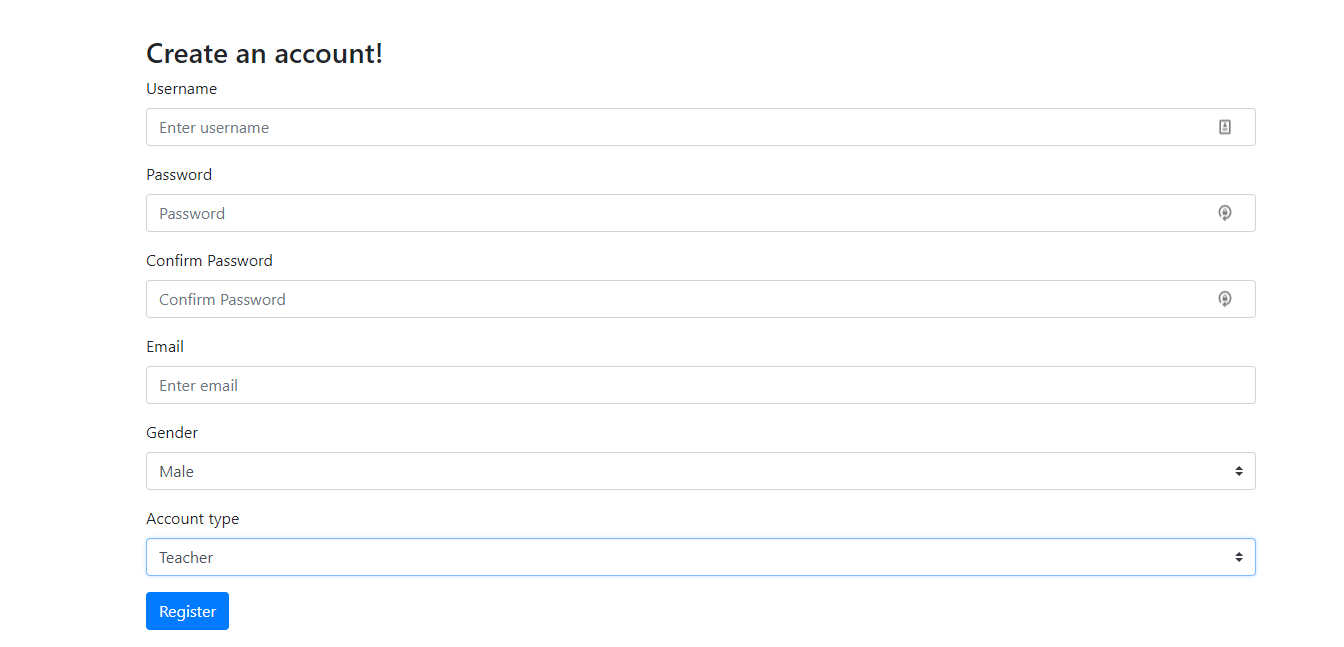 Create an account!
Username
Enter username
Password
Password
Confirm Password
Confirm Password
Email
Enter email
Gender
Male
Account type
Teacher
Register